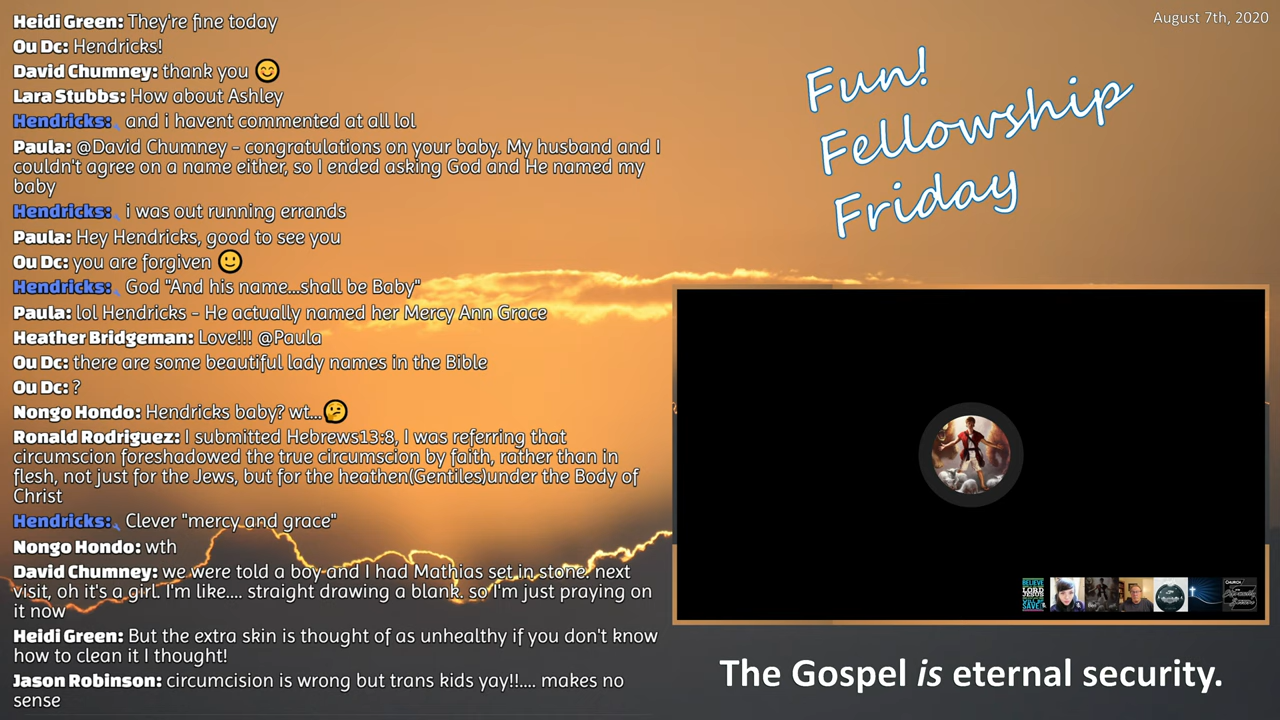 Heidi Green: They're fine today
Ou Dc: Hendricks!
David Chumney: thank you 😊
Lara Stubbs: How about Ashley
Hendricks: and i havent commented at all lol
Paula: @David Chumney - congratulations on your baby. My husband and I
couldn't agree on a name either, so I ended asking God and He named my
baby
Hendricks: i was out running errands
Paula: Hey Hendricks, good to see you
Ou Dc: you are forgiven 🙂
Hendricks: God "And his name...shall be Baby"
Paula: lol Hendricks - He actually named her Mercy Ann Grace
Heather Bridgeman: Love!!! @Paula
Ou Dc: there are some beautiful lady names in the Bible
Ou Dc: ?
Nongo Hondo: Hendricks baby? wt...🤔
Ronald Rodriguez: I submitted Hebrews13:8, I was referring that
circumscion foreshadowed the true circumscion by faith, rather than in
flesh, not just for the Jews, but for the heathen(Gentiles)under the Body of
Christ
Hendricks: Clever "mercy and grace"
Nongo Hondo: wth
David Chumney: we were told a boy and I had Mathias set in stone. next
visit, oh it's a girl. I'm like.... straight drawing a blank. so I'm just praying on
it now
Heidi Green: But the extra skin is thought of as unhealthy if you don't know
how to clean it I thought!
Jason Robinson: circumcision is wrong but trans kids yay!!.... makes no
sense
August 7th, 2020
Fun!
Fellowship
Friday
BELIEVE
LORD
JESUS
SAVE!
CHURCH
The Gospel is eternal security.